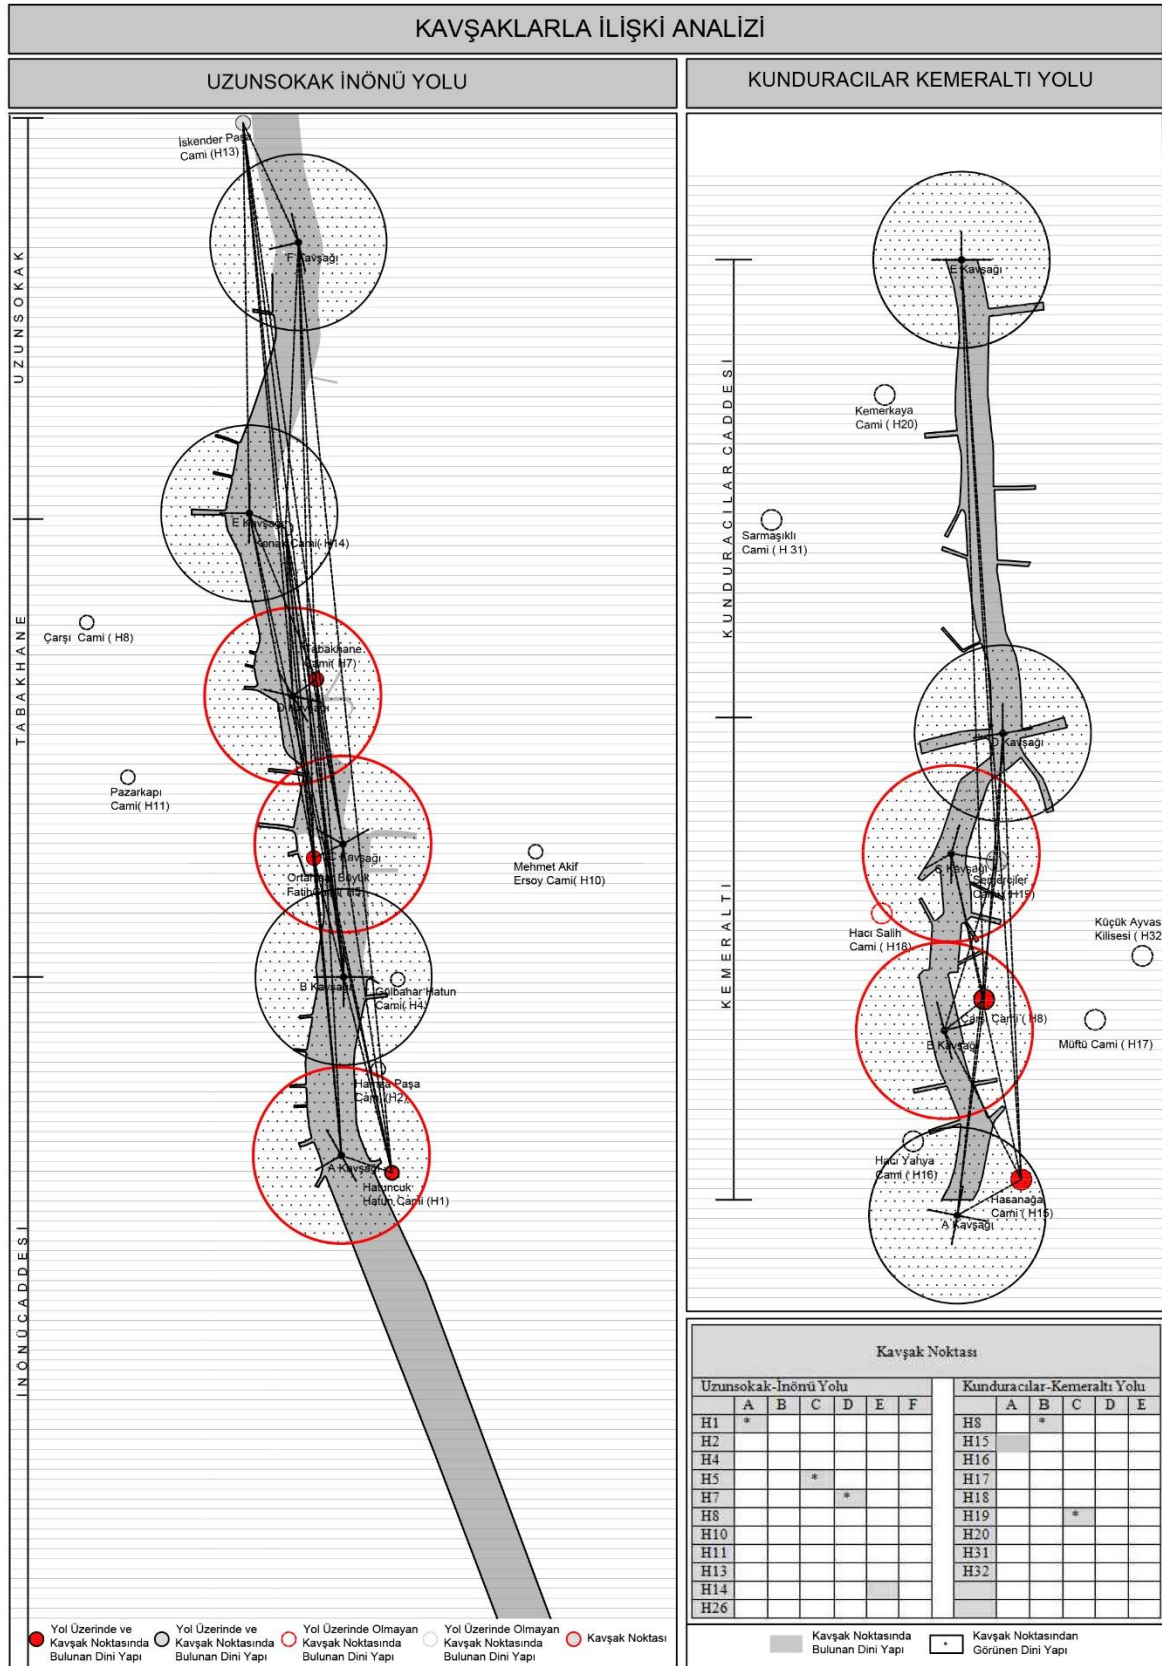 KAVŞAKLARLA İLİŞKİ ANALİZİ
UZUNSOKAK İNÖNÜ YOLU
UZUNSOKAK
TABAKHANE
İNÖNÜCADDESİ
İskender Paşa
Cami (H13)
F Kavşağı
E Kavşağı
Konak Cami( H14)
Çarşı Cami ( H8)
Tabakhane
Cami( H7)
D Kavşağı
Pazarkapı
Cami( H11)
C Kavşağı
Ortahisar Büyük
FatihCami( H5)
Mehmet Akif
Ersoy Cami( H10)
B Kavşağı
Gülbahar Hatun
Cami( H4)
Hamza Paşa
Cami (H2)
A Kavşağı
Hatuncuk
Hatun Cami (H1)
Yol Üzerinde ve
Kavşak Noktasında
Bulunan Dini Yapı
Yol Üzerinde ve
Kavşak Noktasında
Bulunan Dini Yapı
Yol Üzerinde Olmayan
Kavşak Noktasında
Bulunan Dini Yapı
Yol Üzerinde Olmayan
Kavşak Noktasında
Bulunan Dini Yapı
Kavşak Noktası
KUNDURACILAR KEMERALTI YOLU
KUNDURACILARCADDESİ
KEMERALTI
E Kavşağı
Kemerkaya
Cami ( H20)
Sarmaşıklı
Cami ( H 31)
D Kavşağı
C Kavşağı
Semerciler
Cami ( H19)
Hacı Salih
Cami ( H18)
Küçük Ayvas
Kilisesi ( H32
Çarşı Cami ( H8)
B Kavşağı
Müftü Cami ( H17)
Hacı Yahya
Cami ( H16)
Hasanağa
Cami ( H15)
A Kavşağı
Kavşak Noktası
Uzunsokak-İnönü Yolu
A B C D E F
H1 *
H2
H4
H5 *
H7 *
H8
H10
H11
H13
H14
H26
Kunduracılar-Kemeraltı Yolu
A B C D E
H8 *
H15
H16
H17
H18
H19 *
H20
H31
H32
Kavşak Noktasında
Bulunan Dini Yapı
* Kavşak Noktasından
Görünen Dini Yapı